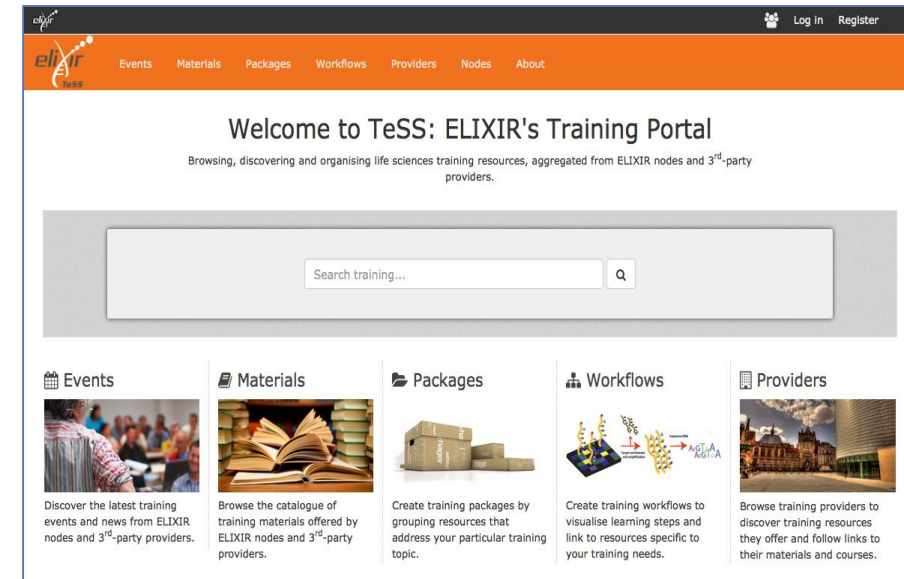 elixir
Log in Register
elixir
TeSS
Events Materials Packages Workflows Providers Nodes About
Welcome to TeSS: ELIXIR's Training Portal
Browsing, discovering and organising life sciences training resources, aggregated from ELIXIR nodes and 3rd-party
providers.
Search training...
Events Materials Packages Workflows Providers
Discover the latest training
events and news from ELIXIR
nodes and 3rd-party providers.
Browse the catalogue of
training materials offered by
ELIXIR nodes and 3rd-party
providers.
Create training packages by
grouping resources that
address your particular training
topic.
Create training workflows to
visualise learning steps and
link to resources specific to
your training needs.
Browse training providers to
discover training resources
they offer and follow links to
their materials and courses.